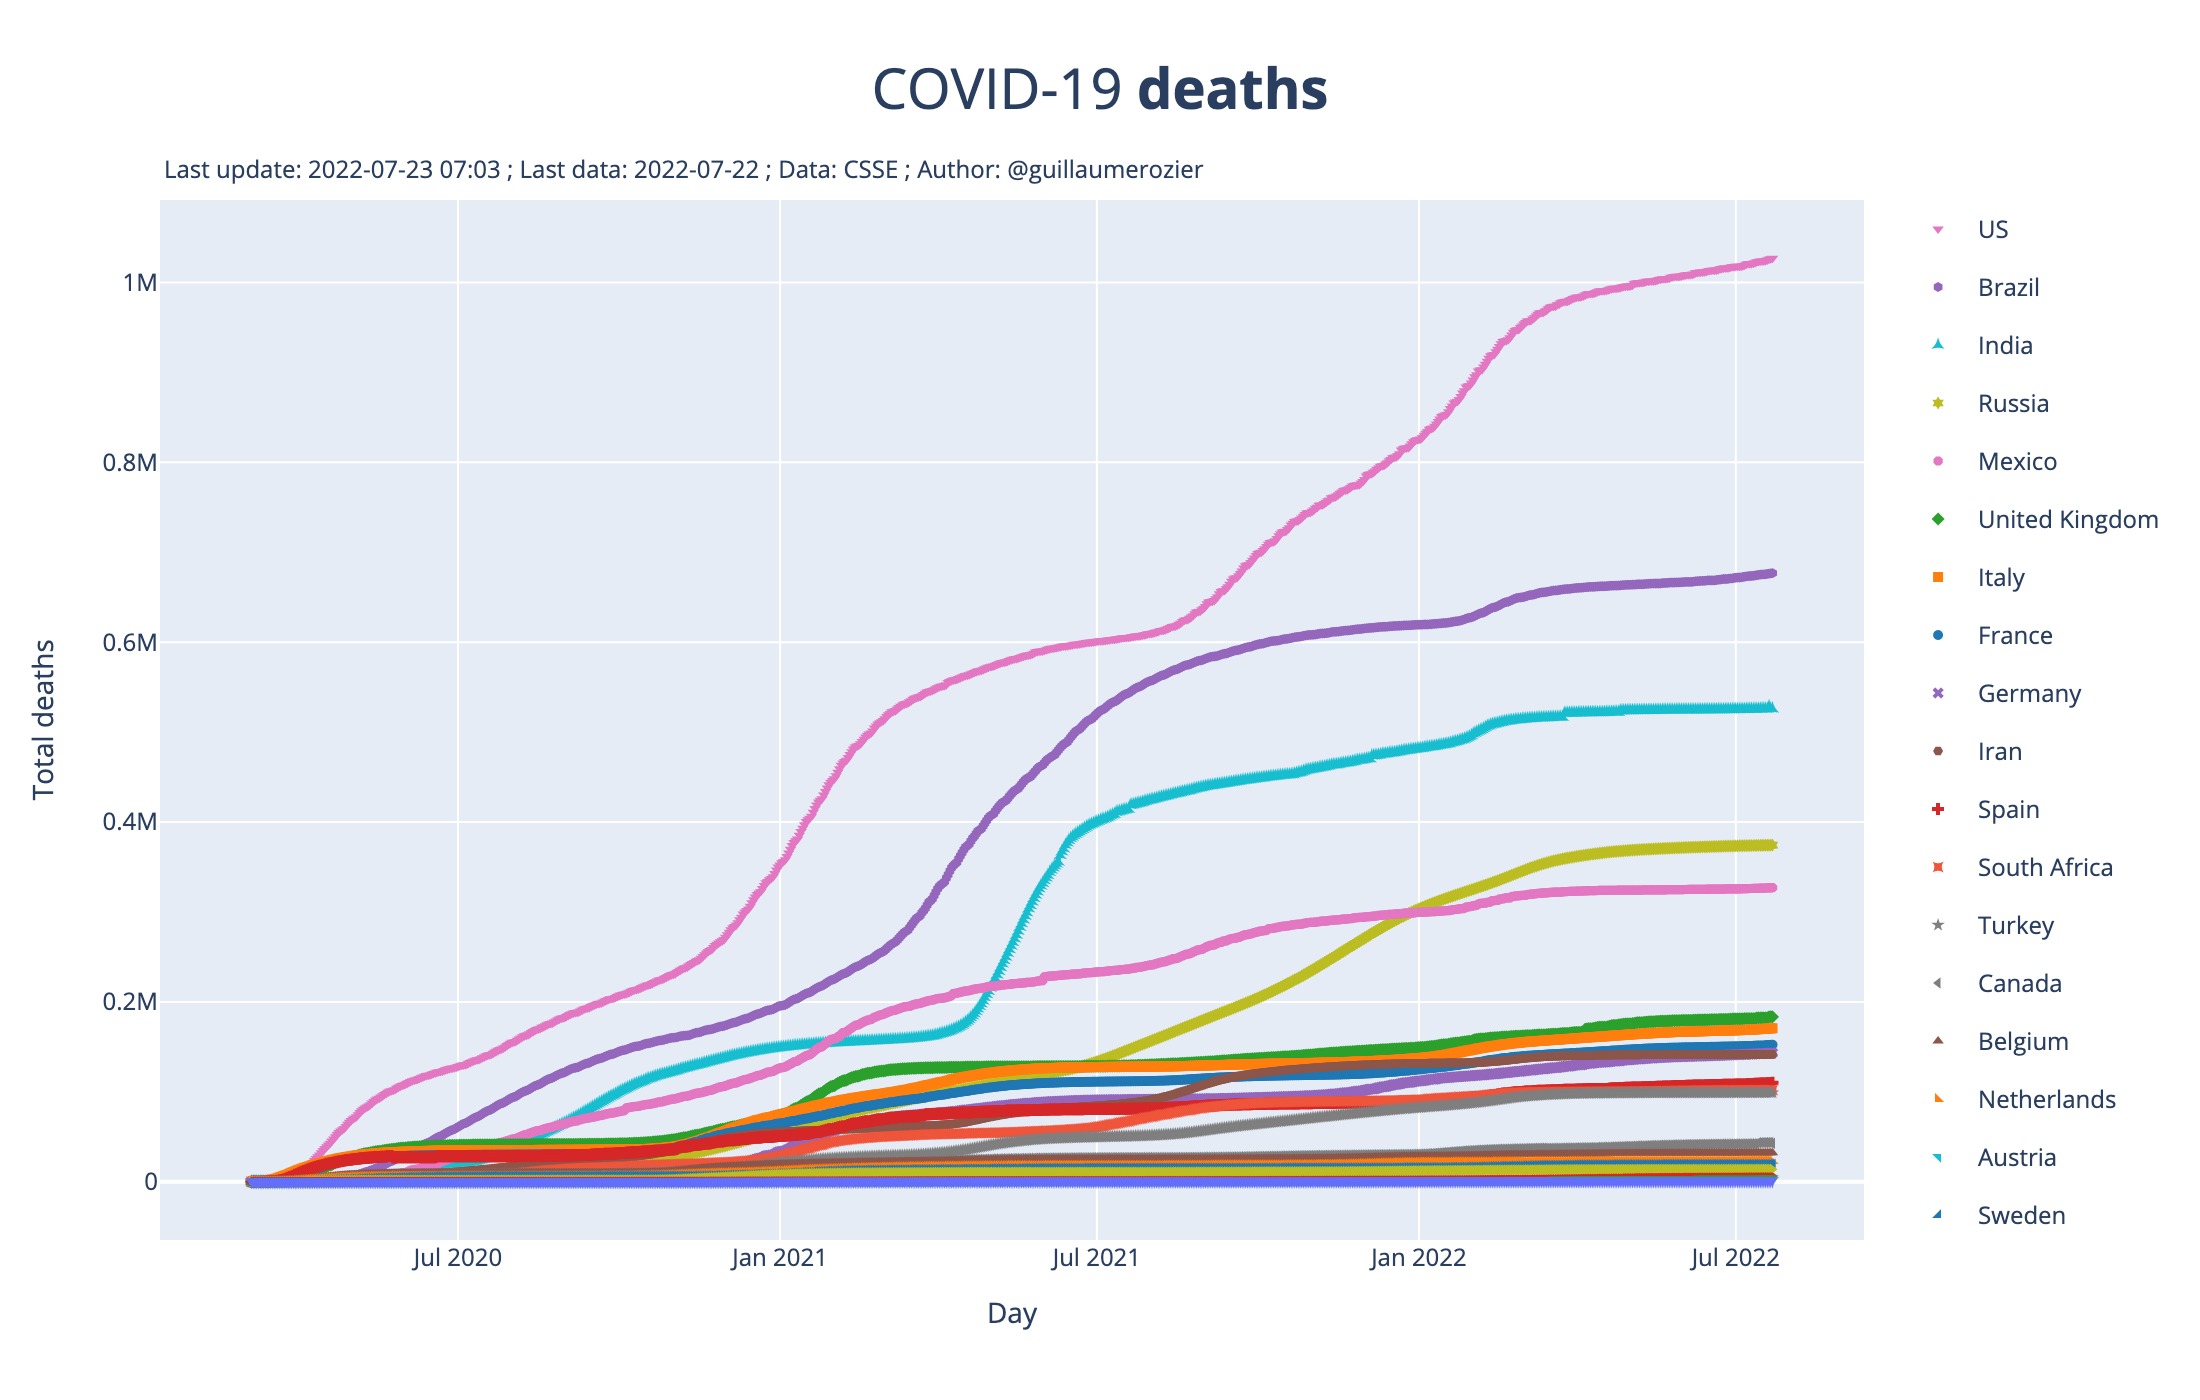 COVID-19 deaths
Last update: 2022-07-23 07:03 ; Last data: 2022-07-22 ; Data: CSSE ; Author: @guillaumerozier
Total deaths
1M
0.8M
0.6M
0.4M
0.2M
0
Jul 2020
Jan 2021
Jul 2021
Jan 2022
Jul 2022
Day
US
Brazil
India
Russia
Mexico
United Kingdom
Italy
France
Germany
Iran
Spain
South Africa
Turkey
Canada
Belgium
Netherlands
Austria
Sweden